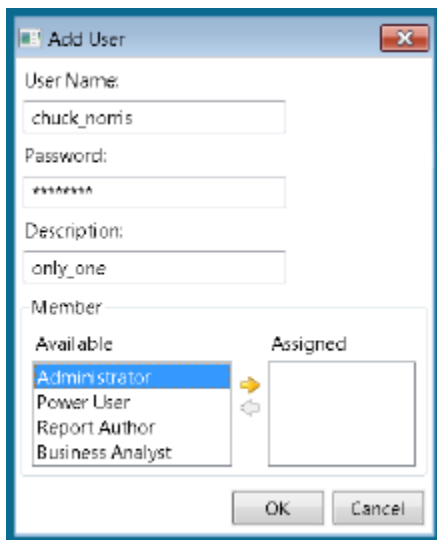 Add User
User Name:
chuck_norris
Password:
********
Description:
only_one
Member
Available Assigned
Administrator
Power User
Report Author
Business Analyst
OK Cancel